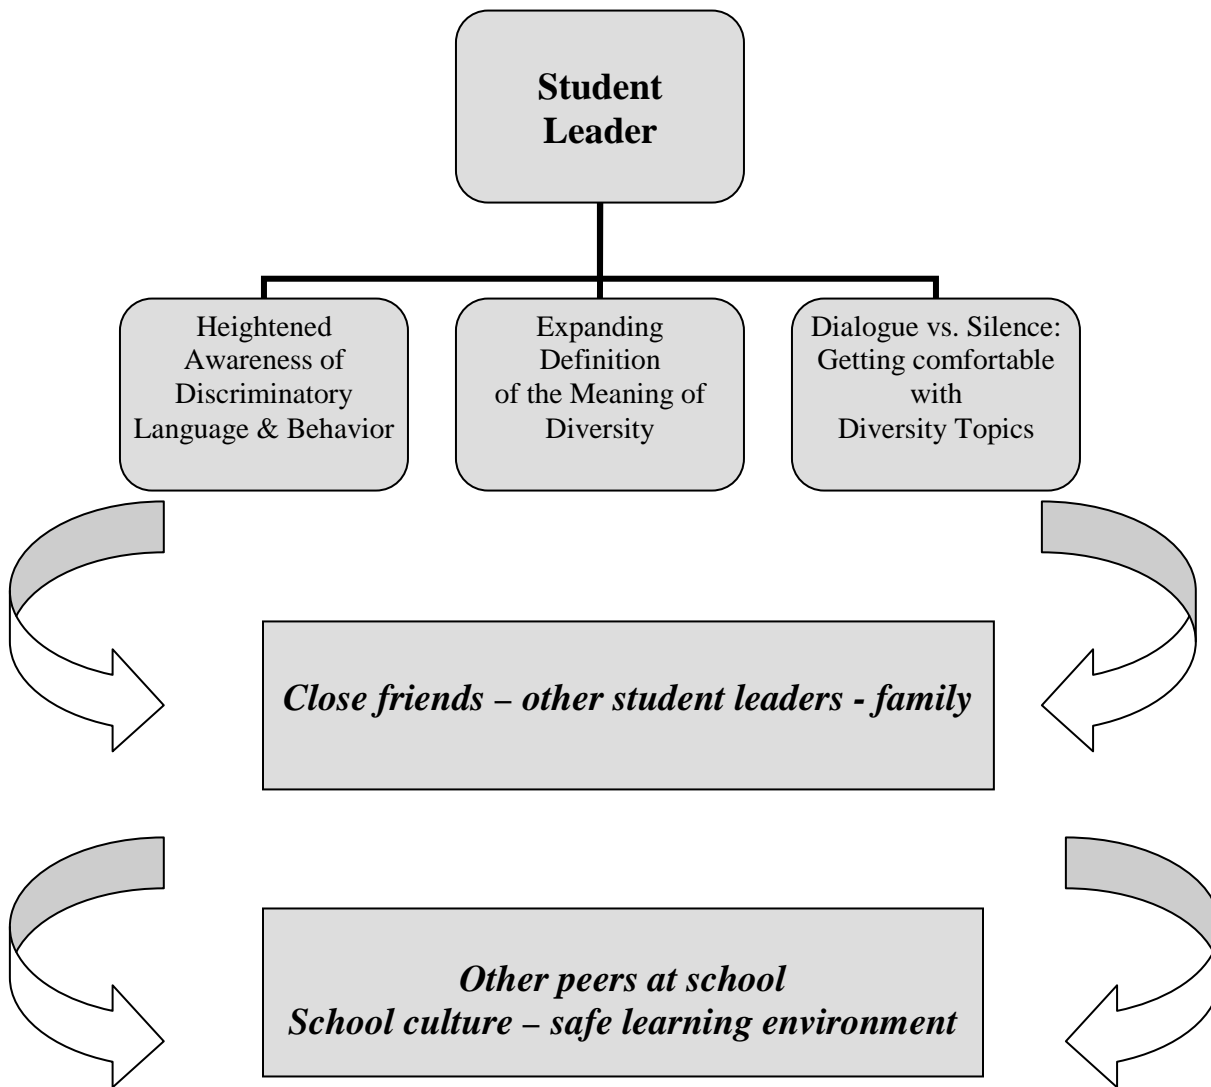 Student
Leader
Heightened
Awareness of
Discriminatory
Language & Behavior
Expanding
Definition
of the Meaning of
Diversity
Dialogue vs. Silence:
Getting comfortable
with
Diversity Topics
Close friends – other student leaders - family
Other peers at school
School culture – safe learning environment